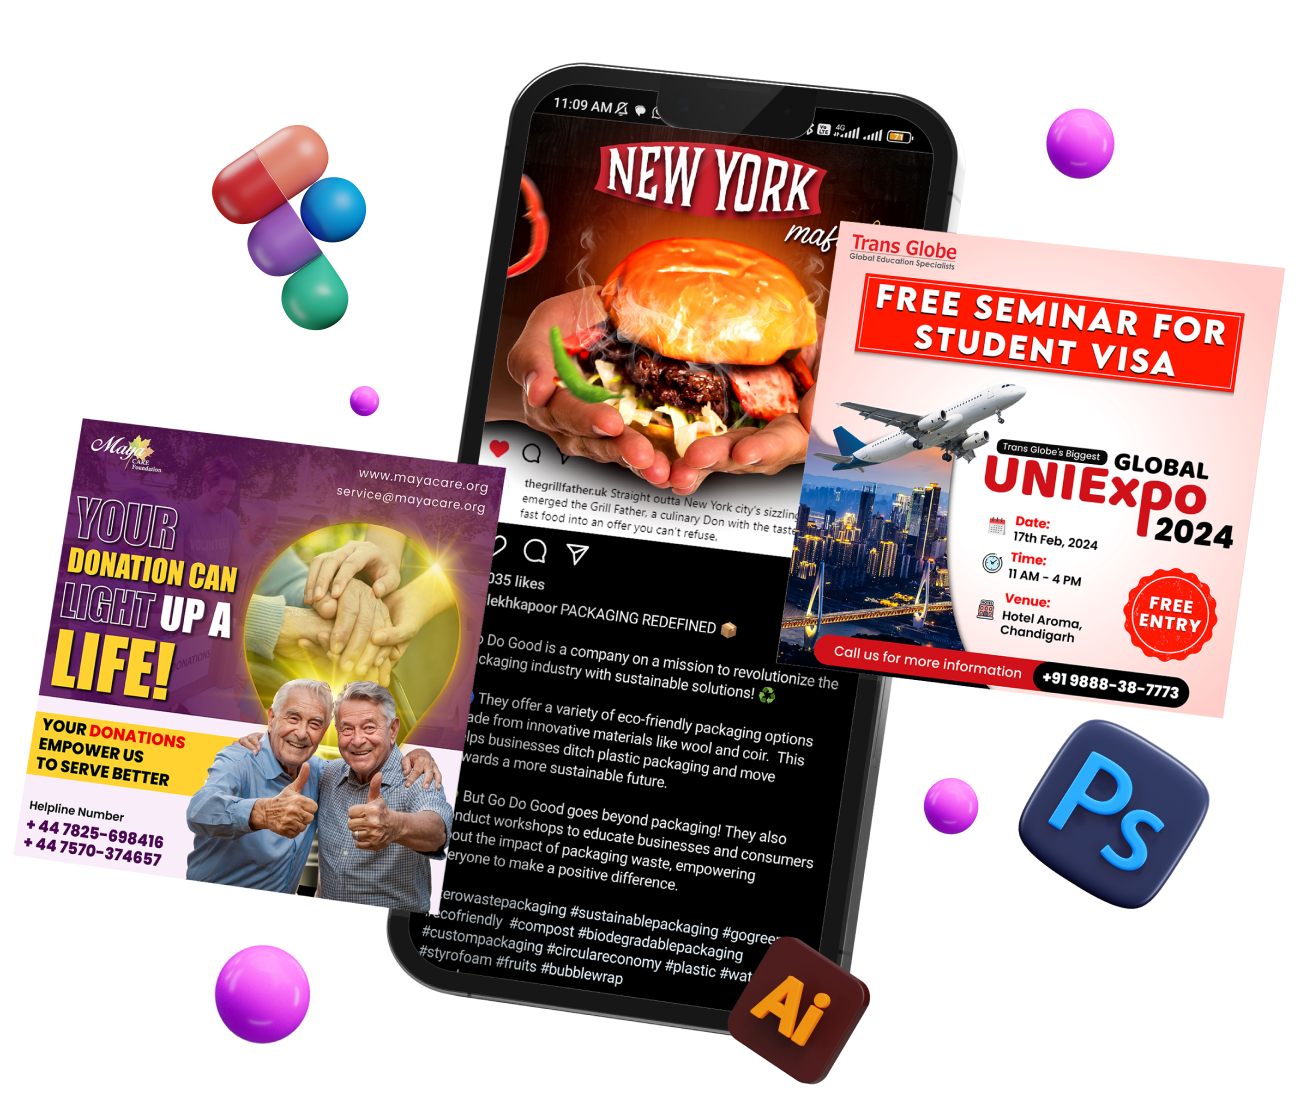 11:09 AM
4G
71
NEW YORK
Trans Globe
Global Education Specialists
FREE SEMINAR FOR
STUDENT VISA
Trans Globe's Biggest
GLOBAL
UNIExpo
2024
Date:
17th Feb, 2024
Time:
11 AM - 4 PM
Venue:
Hotel Aroma,
Chandigarh
FREE
ENTRY
Call us for more information
+91 9888-38-7773
thegrillfather.uk Straight outta New York city's sizzling
emerged the Grill Father, a culinary Don with the taste
fast food into an offer you can't refuse.
035 likes
lekhkapoor PACKAGING REDEFINED
Do Good is a company on a mission to revolutionize the
ckaging industry with sustainable solutions!
They offer a variety of eco-friendly packaging options
ade from innovative materials like wool and coir. This
lps businesses ditch plastic packaging and move
wards a more sustainable future.
But Go Do Good goes beyond packaging! They also
nduct workshops to educate businesses and consumers
out the impact of packaging waste, empowering
eryone to make a positive difference.
zerowastepackaging #sustainablepackaging #gogreen
#ecofriendly #compost #biodegradablepackaging
#custompackaging #circulareconomy #plastic #wat
#styrofoam #fruits #bubblewrap
Maya
CARE
Foundation
www.mayacare.org
service@mayacare.org
YOUR
DONATION CAN
LIGHT UP A
LIFE!
YOUR DONATIONS
EMPOWER US
TO SERVE BETTER
Helpline Number
+ 44 7825-698416
+ 44 7570-374657
Ps
Ai